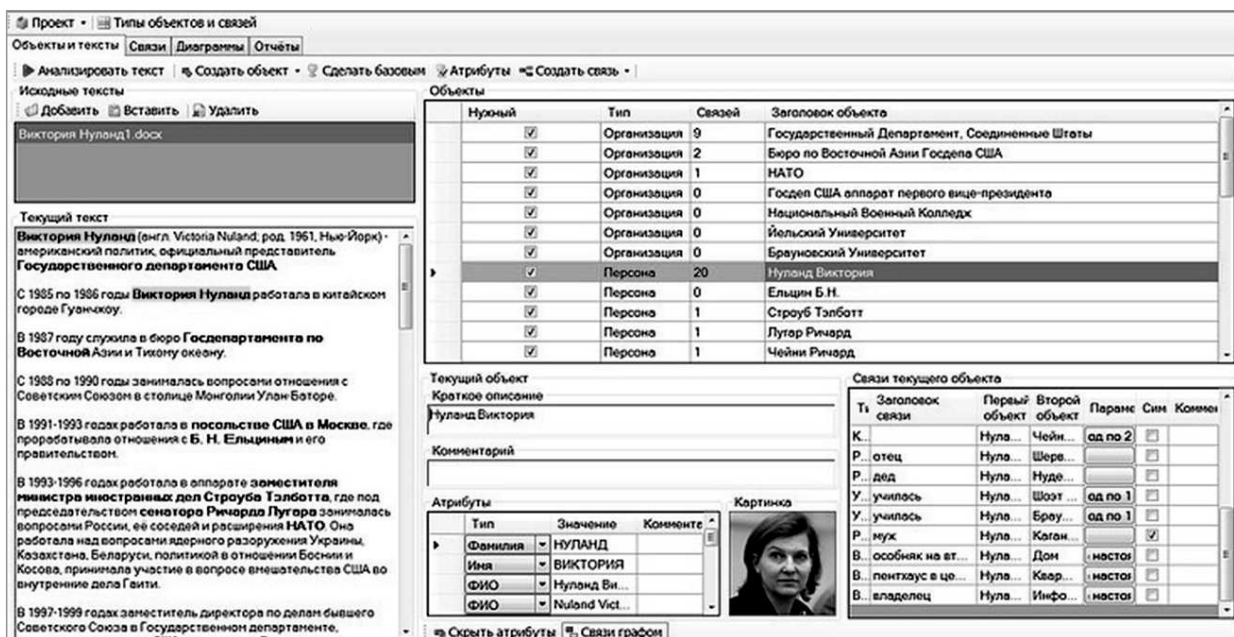 Проект
Типы объектов и связей
Объекты и тексты Связи Диаграммы Отчёты
Анализировать текст Создать объект Сделать базовым Атрибуты Создать связь
Исходные тексты
Добавить Вставить Удалить
Виктория Нуланд1.docx
Текущий текст
Виктория Нуланд (англ. Victoria Nuland; род. 1961, Нью-Йорк) -
американский политик, официальный представитель
Государственного департамента США.
С 1985 по 1986 годы Виктория Нуланд работала в китайском
городе Гуанчжоу.
В 1987 году служила в бюро Госдепартамента по
Восточной Азии и Тихому океану.
С 1988 по 1990 годы занималась вопросами отношения с
Советским Союзом в столице Монголии Улан-Баторе.
В 1991-1993 годах работала в посольстве США в Москве, где
прорабатывала отношения с Б. Н. Ельциным и его
правительством.
В 1993-1996 годах работала в аппарате заместителя
министра иностранных дел Строуба Тэлботта, где под
председательством сенатора Ричарда Лугара занималась
вопросами России, её соседей и расширения НАТО. Она
работала над вопросами ядерного разоружения Украины,
Казахстана, Беларуси, политикой в отношении Боснии и
Косова, принимала участие в вопросе вмешательства США во
внутренние дела Гаити.
В 1997-1999 годах заместитель директора по делам бывшего
Советского Союза в Государственном департаменте,
Объекты
Нужный Тип Связей Заголовок объекта
Организация 9 Государственный Департамент, Соединенные Штаты
Организация 2 Бюро по Восточной Азии Госдепа США
Организация 1 НАТО
Организация 0 Госдеп США аппарат первого вице-президента
Организация 0 Национальный Военный Колледж
Организация 0 Йельский Университет
Организация 0 Брауновский Университет
Персона 20 Нуланд Виктория
Персона 0 Ельцин Б.Н.
Персона 1 Строуб Тэлботт
Персона 1 Лугар Ричард
Персона 1 Чейни Ричард
Текущий объект
Краткое описание
Нуланд Виктория
Комментарий
Атрибуты
Тип Значение Комменте
Фамилия НУЛАНД
Имя ВИКТОРИЯ
ФИО Нуланд Ви...
ФИО Nuland Vict...
Картинка
Скрыть атрибуты Связи графом
Связи текущего объекта
Ти Заголовок связи Первый объект Второй объект Параме Сим Коммен
К... Нула... Чейн... од по 2
Р... отец Нула... Шерв...
Р... дед Нула... Нуде...
У... училась Нула... Шоэт ... од по 1
У... училась Нула... Брау... од по 1
Р... муж Нула... Каган...
В... особняк на вт... Нула... Дом настоя
В... пентхаус в це... Нула... Квар... настоя
В... владелец Нула... Инфо... настоя